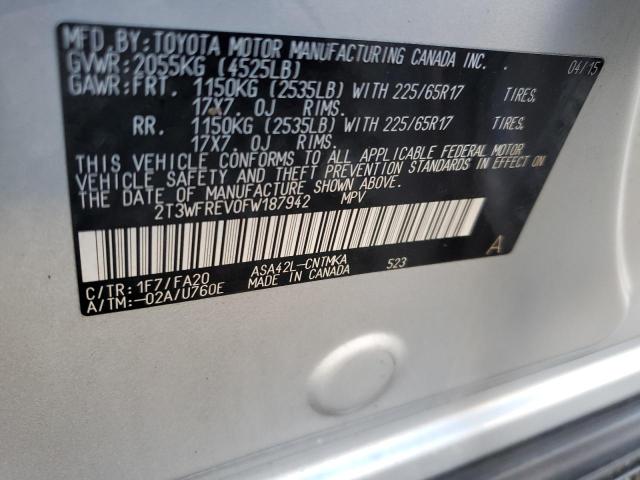 MFD. BY: TOYOTA MOTOR MANUFACTURING CANADA INC. 04/15
GVWR: 2055KG (4525LB)
GAWR: FRT. 1150KG (2535LB) WITH 225/65R17 TIRES,
17X7. 0J RIMS.
RR. 1150KG (2535LB) WITH 225/65R17 TIRES,
17X7. 0J RIMS.
THIS VEHICLE CONFORMS TO ALL APPLICABLE FEDERAL MOTOR
VEHICLE SAFETY AND THEFT PREVENTION STANDARDS IN EFFECT ON
THE DATE OF MANUFACTURE SHOWN ABOVE.
2T3WFREV0FW187942 MPV
A
C/TR: 1F7/FA20 ASA42L-CNTMKA 523
A/TM: -02A/U760E MADE IN CANADA